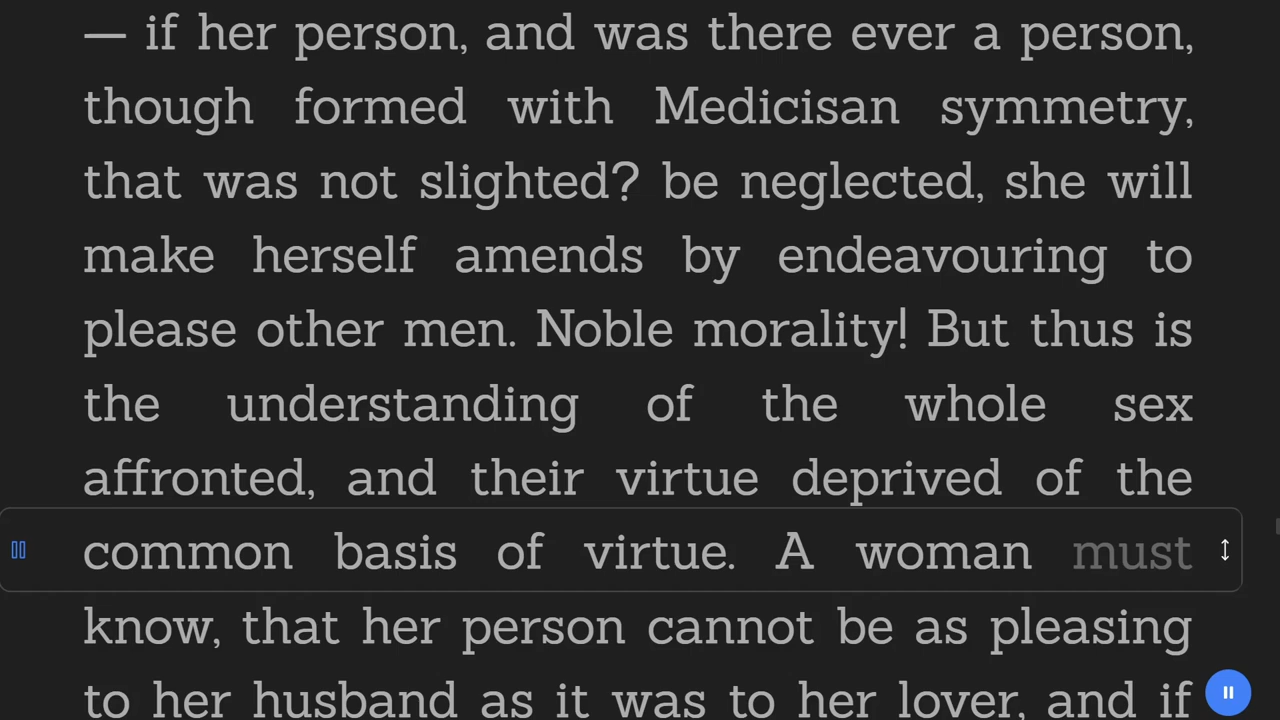 — if her person, and was there ever a person,
though formed with Medicisan symmetry,
that was not slighted? be neglected, she will
make herself amends by endeavouring to
please other men. Noble morality! But thus is
the understanding of the whole sex
affronted, and their virtue deprived of the
common basis of virtue. A woman must
know, that her person cannot be as pleasing
to her husband as it was to her lover, and if